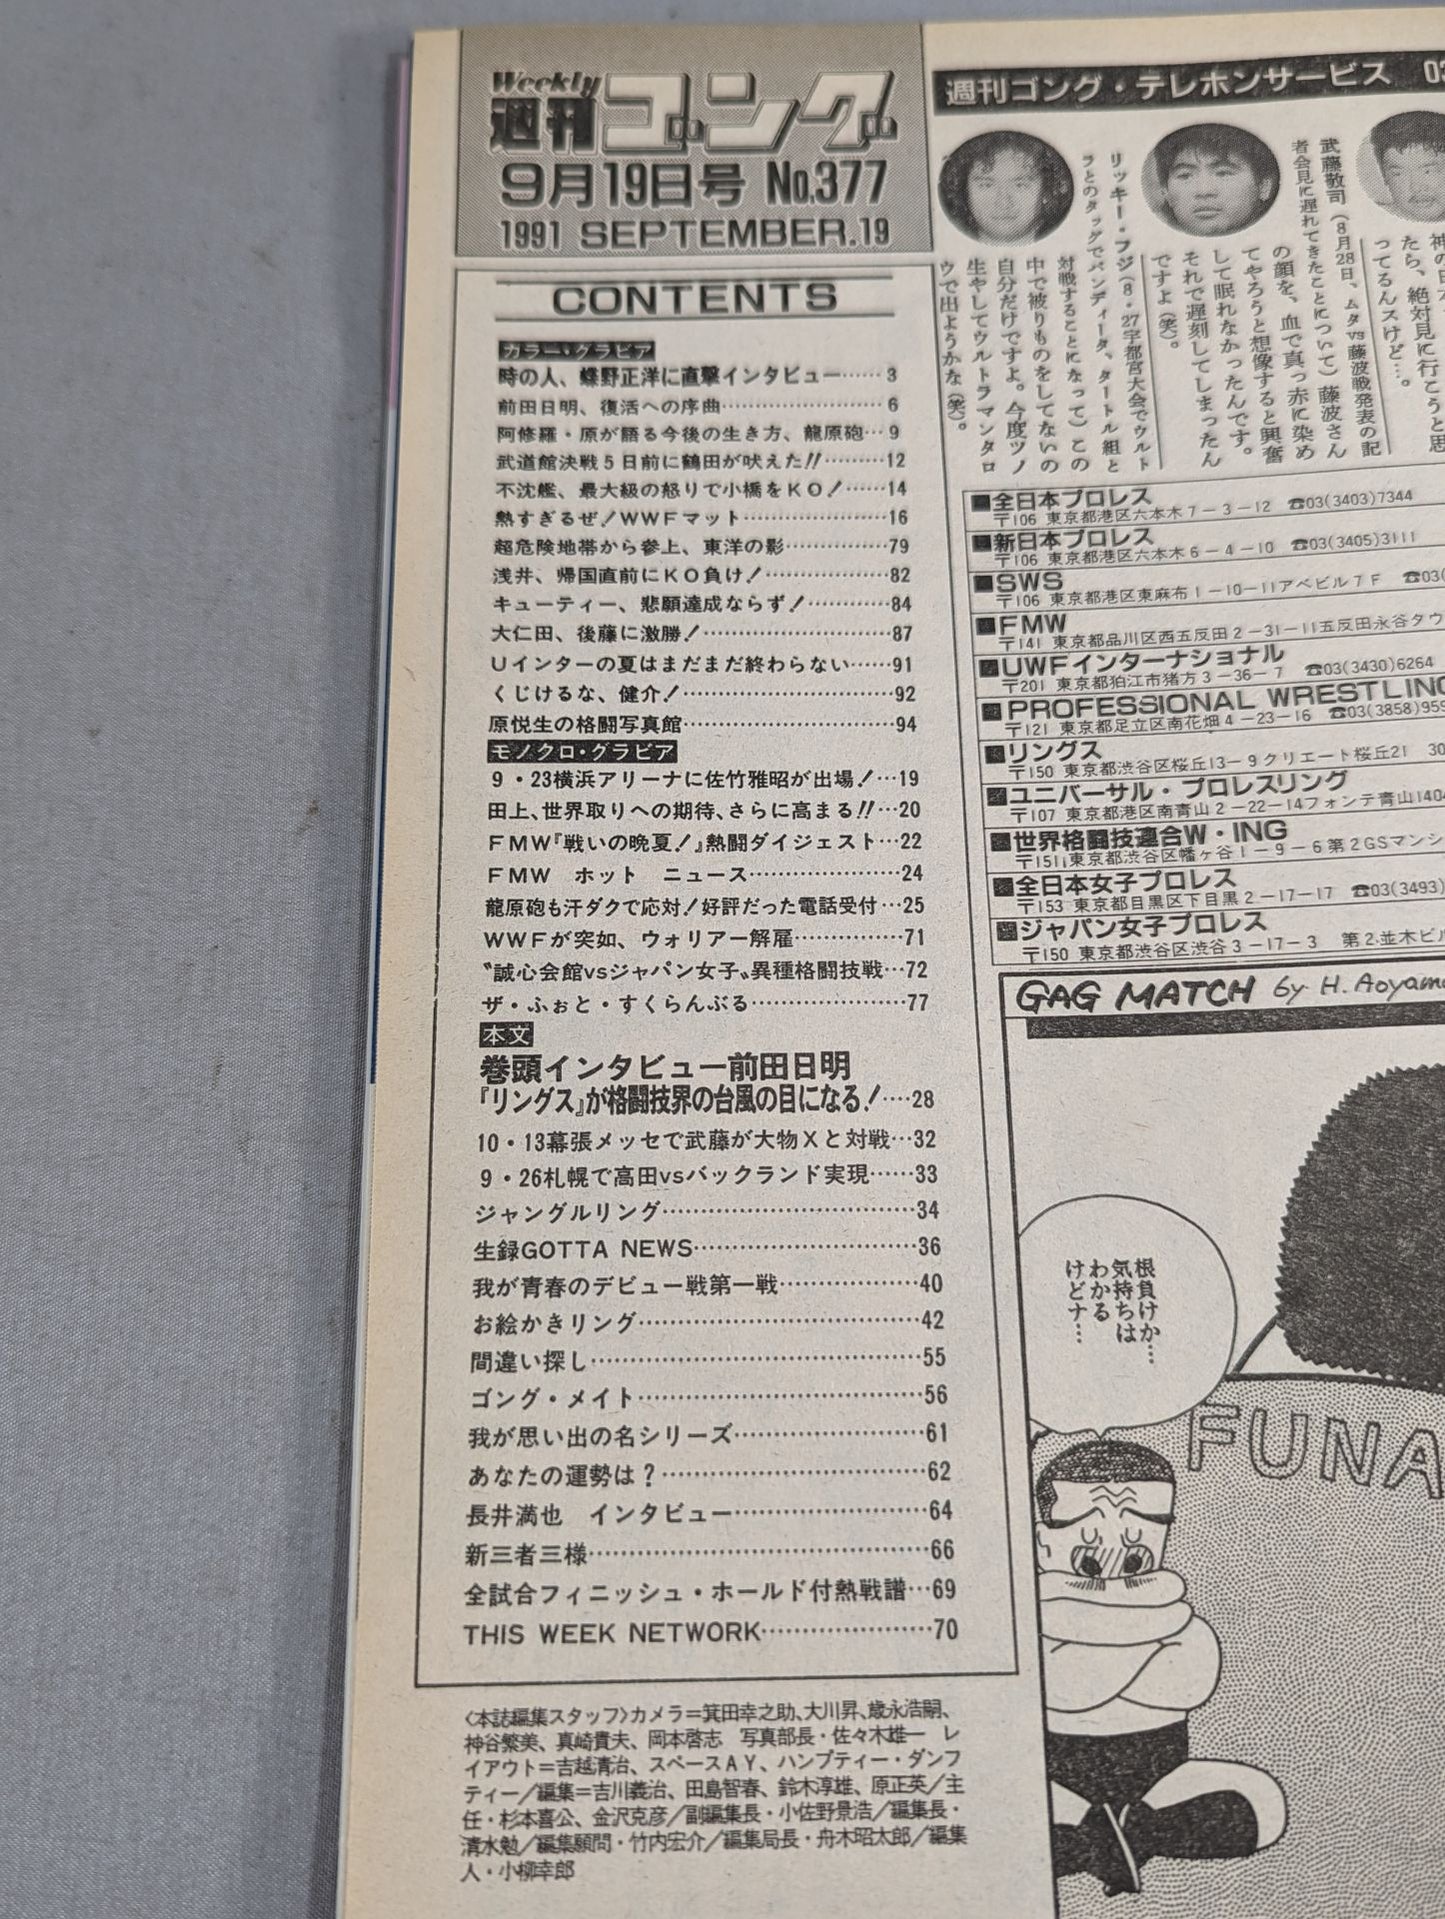 Weekly
週刊ゴング
9月19日号 No.377
1991 SEPTEMBER.19
CONTENTS
カラー・グラビア
時の人、蝶野正洋に直撃インタビュー……3
前田日明、復活への序曲……6
阿修羅・原が語る今後の生き方、龍原砲…9
武道館決戦5日前に鶴田が吠えた!!………12
不沈艦、最大級の怒りで小橋をKO!……14
熱すぎるぜ!WWFマット……16
超危険地帯から参上、東洋の影……79
浅井、帰国直前にKO負け!……82
キューティー、悲願達成ならず!……84
大仁田、後藤に激勝!……87
Uインターの夏はまだまだ終わらない……91
くじけるな、健介!……92
原悦生の格闘写真館……94
モノクロ・グラビア
9・23横浜アリーナに佐竹雅昭が出場!…19
田上、世界取りへの期待、さらに高まる!!…20
FMW『戦いの晩夏!』熱闘ダイジェスト…22
FMW ホット ニュース……24
龍原砲も汗ダクで応対!好評だった電話受付…25
WWFが突如、ウォリアー解雇……71
〝誠心会館vsジャパン女子〟異種格闘技戦…72
ザ・ふぉと・すくらんぶる……77
本文
巻頭インタビュー前田日明
『リングス』が格闘技界の台風の目になる!…28
10・13幕張メッセで武藤が大物Xと対戦…32
9・26札幌で高田vsバックランド実現……33
ジャングルリング……34
生録GOTTA NEWS……36
我が青春のデビュー戦第一戦……40
お絵かきリング……42
間違い探し……55
ゴング・メイト……56
我が思い出の名シリーズ……61
あなたの運勢は?……62
長井満也 インタビュー……64
新三者三様……66
全試合フィニッシュ・ホールド付熱戦譜…69
THIS WEEK NETWORK……70
〈本誌編集スタッフ〉カメラ=箕田幸之助、大川昇、歳永浩嗣、
神谷繁美、真崎貴夫、岡本啓志 写真部長・佐々木雄一 レ
イアウト=吉越清治、スペースAY、ハンプティー・ダンプ
ティー/編集=吉川義治、田島智春、鈴木淳雄、原正英/主
任・杉本喜公、金沢克彦/副編集長・小佐野景浩/編集長・
清水勉/編集顧問・竹内宏介/編集局長・舟木昭太郎/編集
人・小柳幸郎
週刊ゴング・テレホンサービス
武藤敬司(8月28日、ムタvs藤波戦発表の記
者会見に遅れてきたことについて)藤波さん
の顔を、血で真っ赤に染め
てやろうと想像すると興奮
して眠れなかったんです。
それで遅刻してしまったん
ですよ(笑)。
リッキー・フジ(8・27宇都宮大会でウルト
ラとのタッグでバンディータ、タートル組と
対戦することになって)この
中で被りものをしてないの
自分だけですよ。今度ツノ
生やしてウルトラマンタロ
ウで出ようかな(笑)。
たら、絶対見に行こうと思
ってるんスけど…。
■全日本プロレス
〒106 東京都港区六本木7-3-12 ☎03(3403)7344
■新日本プロレス
〒106 東京都港区六本木6-4-10 ☎03(3405)3111
■SWS
〒106 東京都港区東麻布1-10-11アベビル7F ☎03(
■FMW
〒141 東京都品川区西五反田2-31-11五反田永谷タウ
■UWFインターナショナル
〒201 東京都狛江市猪方3-36-7 ☎03(3430)6264
■PROFESSIONAL WRESTLING
〒121 東京都足立区南花畑4-23-16 ☎03(3858)959
■リングス
〒150 東京都渋谷区桜丘13-9クリエート桜丘21 30
■ユニバーサル・プロレスリング
〒107 東京都港区南青山2-22-14フォンテ青山1404
■世界格闘技連合W・ING
〒151 東京都渋谷区幡ヶ谷1-9-6第2GSマンシ
■全日本女子プロレス
〒153 東京都目黒区下目黒2-17-17 ☎03(3493)
■ジャパン女子プロレス
〒150 東京都渋谷区渋谷3-17-3 第2並木ビル
GAG MATCH by H. Aoyama
根負けか…
気持ちは
わかる
けどナ…
FUNA